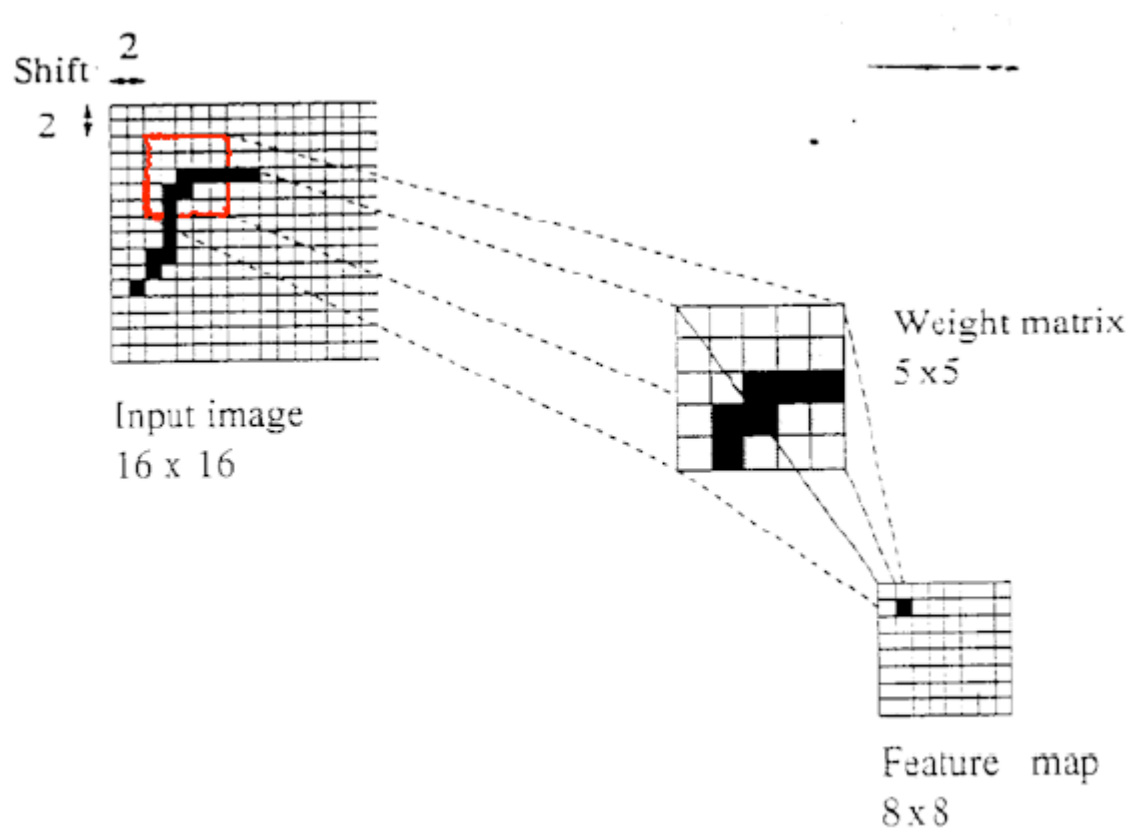 2
Shift
2
Input image
16 x 16
Weight matrix
5 x 5
Feature map
8 x 8